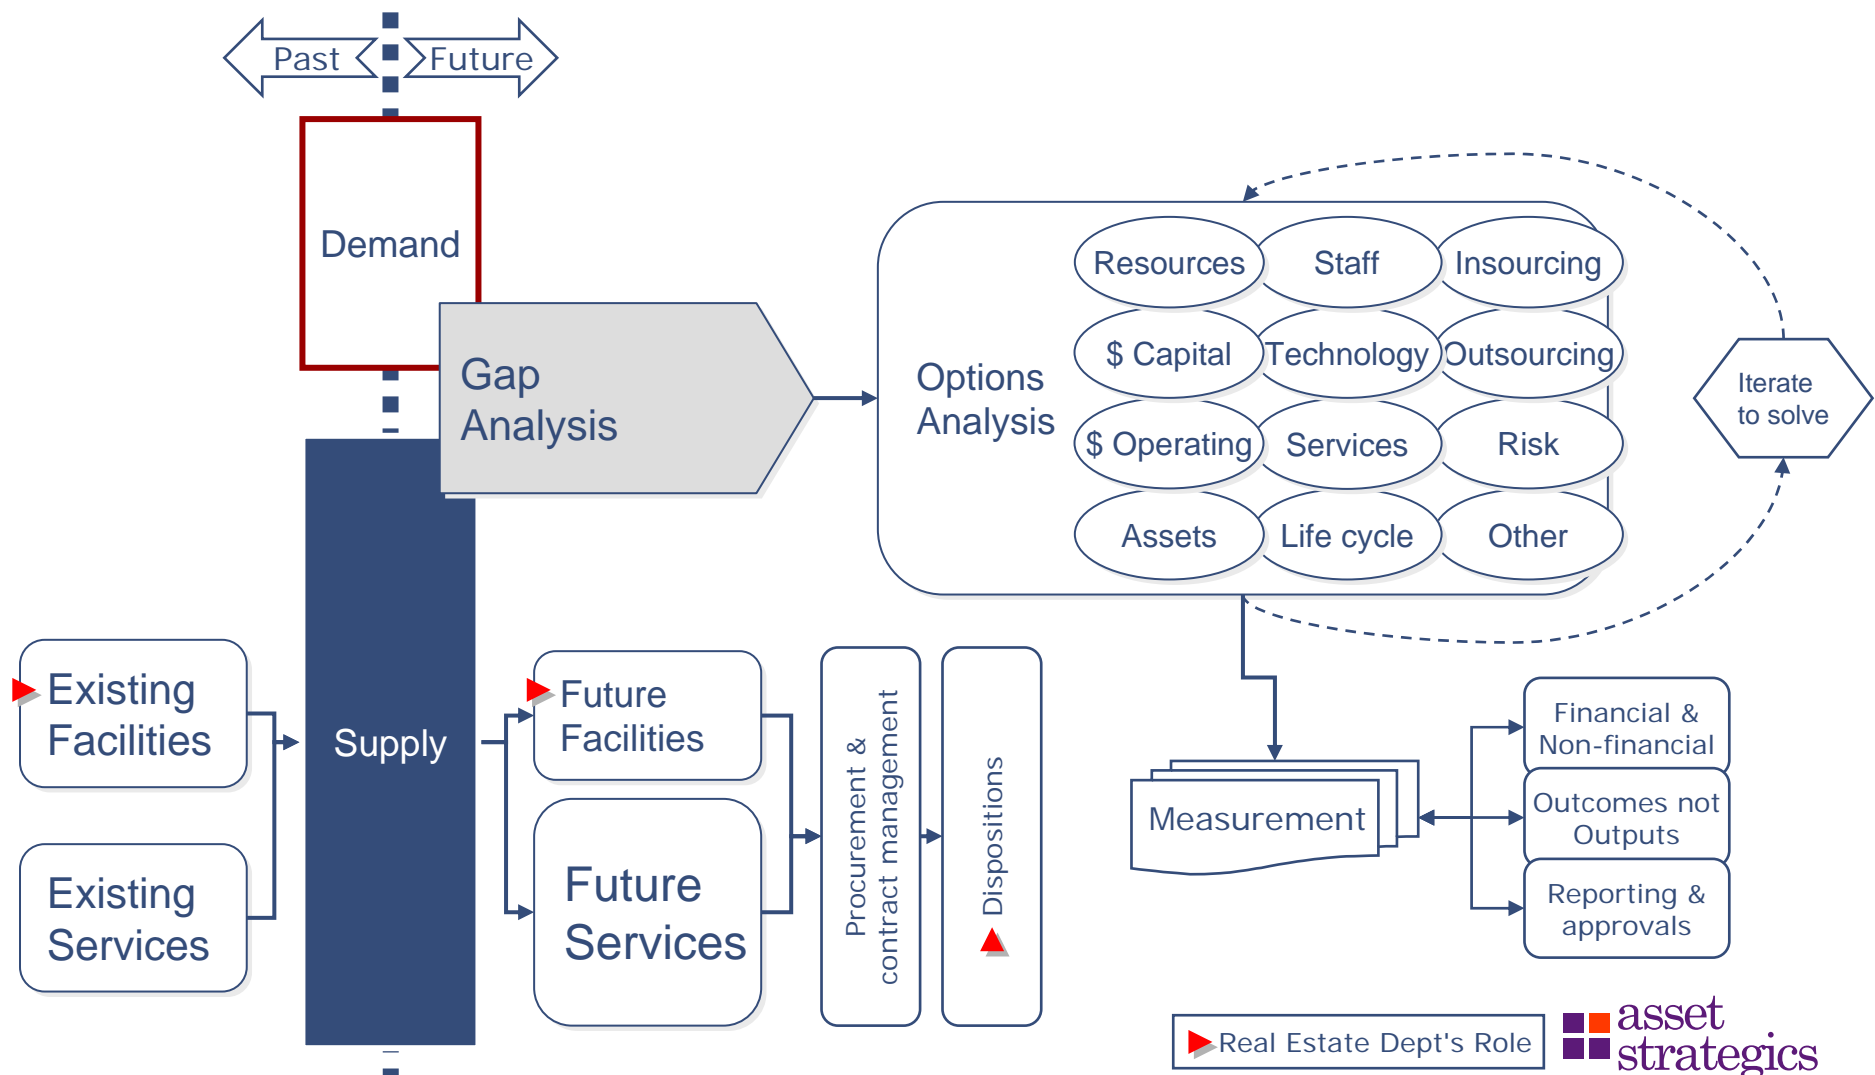 Past
Future
Demand
Gap
Analysis
Options
Analysis
Resources
Staff
Insourcing
$ Capital
Technology
Outsourcing
$ Operating
Services
Risk
Assets
Life cycle
Other
Iterate
to solve
Existing
Facilities
Existing
Services
Supply
Future
Facilities
Future
Services
Procurement &
contract management
Dispositions
Measurement
Financial &
Non-financial
Outcomes not
Outputs
Reporting &
approvals
Real Estate Dept's Role
asset
strategics